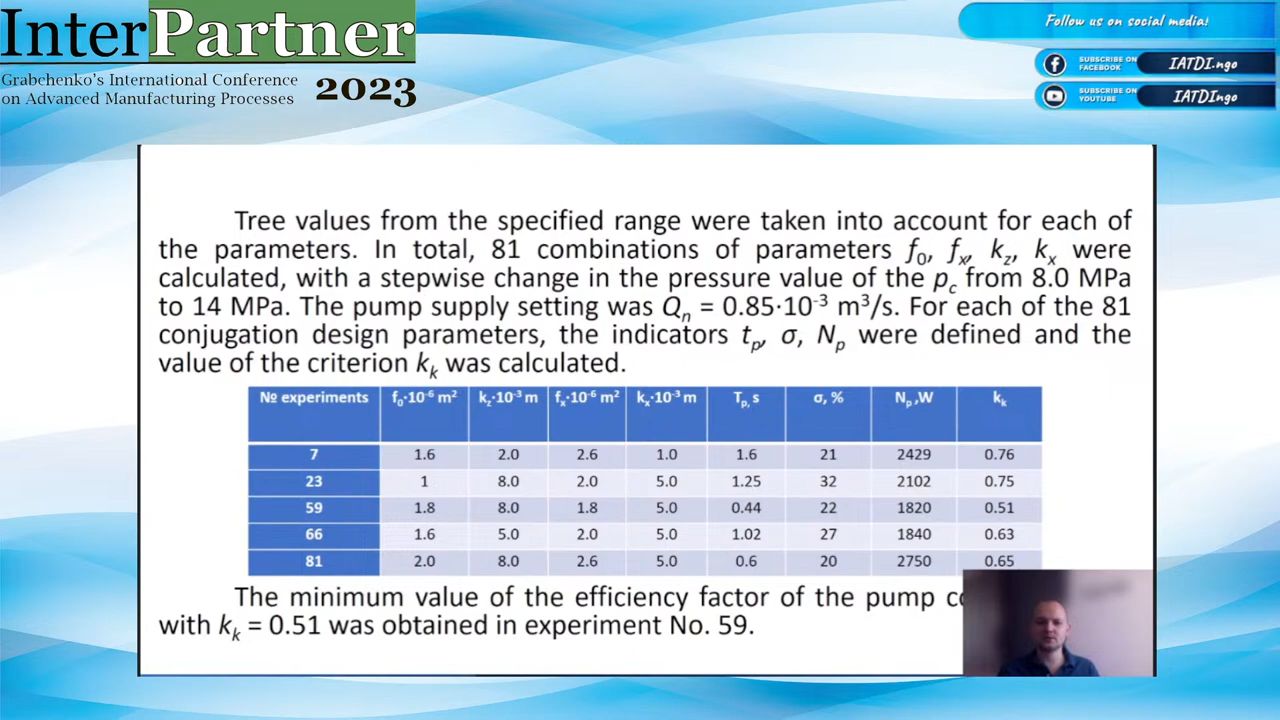 InterPartner
Grabchenko's International Conference
on Advanced Manufacturing Processes
2023
Follow us on social media!
SUBSCRIBE ON FACEBOOK
IATDI.ngo
SUBSCRIBE ON YOUTUBE
IATDIngo
Tree values from the specified range were taken into account for each of
the parameters. In total, 81 combinations of parameters f₀, fₓ, k_z, kₓ were
calculated, with a stepwise change in the pressure value of the p_c from 8.0 MPa
to 14 MPa. The pump supply setting was Qₙ = 0.85·10⁻³ m³/s. For each of the 81
conjugation design parameters, the indicators tₚ, σ, Nₚ were defined and the
value of the criterion kₖ was calculated.
№ experiments f₀·10⁻⁶ m² k_z·10⁻³ m fₓ·10⁻⁶ m² kₓ·10⁻³ m Tₚ, s σ, % Nₚ,W kₖ
7 1.6 2.0 2.6 1.0 1.6 21 2429 0.76
23 1 8.0 2.0 5.0 1.25 32 2102 0.75
59 1.8 8.0 1.8 5.0 0.44 22 1820 0.51
66 1.6 5.0 2.0 5.0 1.02 27 1840 0.63
81 2.0 8.0 2.6 5.0 0.6 20 2750 0.65
The minimum value of the efficiency factor of the pump
with kₖ = 0.51 was obtained in experiment No. 59.